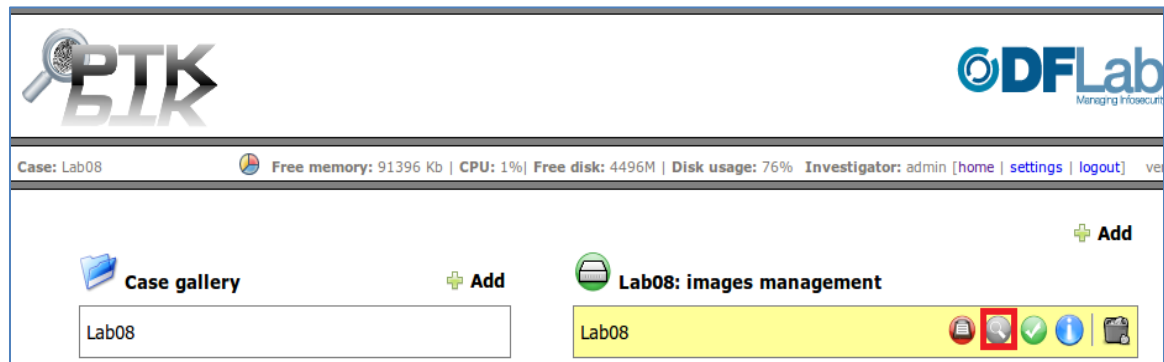 PTK
DFLab
Managing Infosecurit
Case: Lab08 Free memory: 91396 Kb | CPU: 1%| Free disk: 4496M | Disk usage: 76% Investigator: admin [home | settings | logout] ver
Add
Case gallery Add
Lab08: images management
Lab08
Lab08